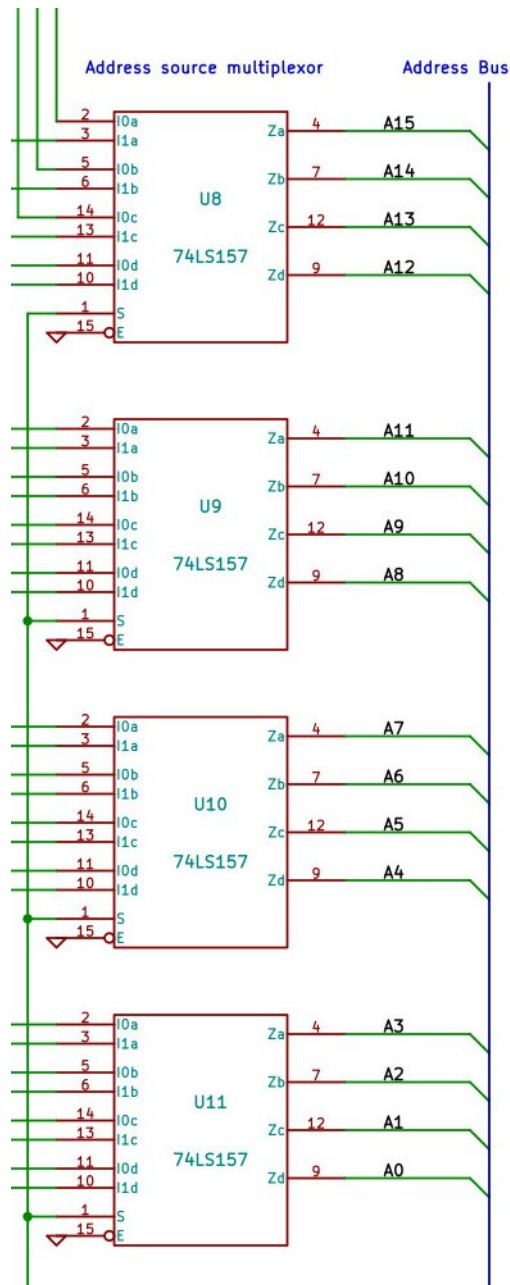 Address source multiplexor Address Bus
2 I0a Za 4 A15
3 I1a
5 I0b Zb 7 A14
6 I1b
U8
14 I0c Zc 12 A13
13 I1c
74LS157
11 I0d Zd 9 A12
10 I1d
1 S
15 E
2 I0a Za 4 A11
3 I1a
5 I0b Zb 7 A10
6 I1b
U9
14 I0c Zc 12 A9
13 I1c
74LS157
11 I0d Zd 9 A8
10 I1d
1 S
15 E
2 I0a Za 4 A7
3 I1a
5 I0b Zb 7 A6
6 I1b
U10
14 I0c Zc 12 A5
13 I1c
74LS157
11 I0d Zd 9 A4
10 I1d
1 S
15 E
2 I0a Za 4 A3
3 I1a
5 I0b Zb 7 A2
6 I1b
U11
14 I0c Zc 12 A1
13 I1c
74LS157
11 I0d Zd 9 A0
10 I1d
1 S
15 E